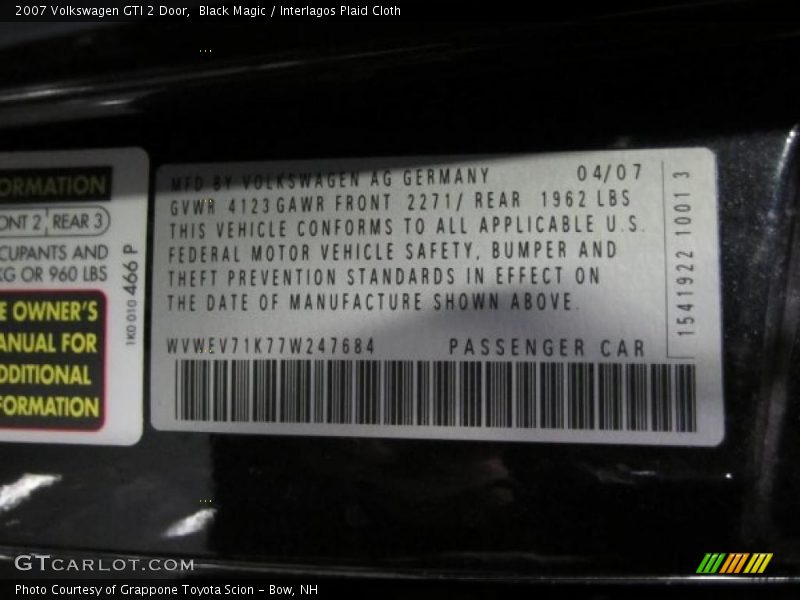 2007 Volkswagen GTI 2 Door, Black Magic / Interlagos Plaid Cloth
ORMATION
ONT 2 REAR 3
CUPANTS AND
KG OR 960 LBS
E OWNER'S
ANUAL FOR
DDITIONAL
FORMATION
1K0 010 466 P
MFD BY VOLKSWAGEN AG GERMANY 04/07
GVWR 4123 GAWR FRONT 2271/ REAR 1962 LBS
THIS VEHICLE CONFORMS TO ALL APPLICABLE U.S.
FEDERAL MOTOR VEHICLE SAFETY, BUMPER AND
THEFT PREVENTION STANDARDS IN EFFECT ON
THE DATE OF MANUFACTURE SHOWN ABOVE.
WVWEV71K77W247684 PASSENGER CAR
1541922 1001 3
GTCARLOT.COM
Photo Courtesy of Grappone Toyota Scion - Bow, NH